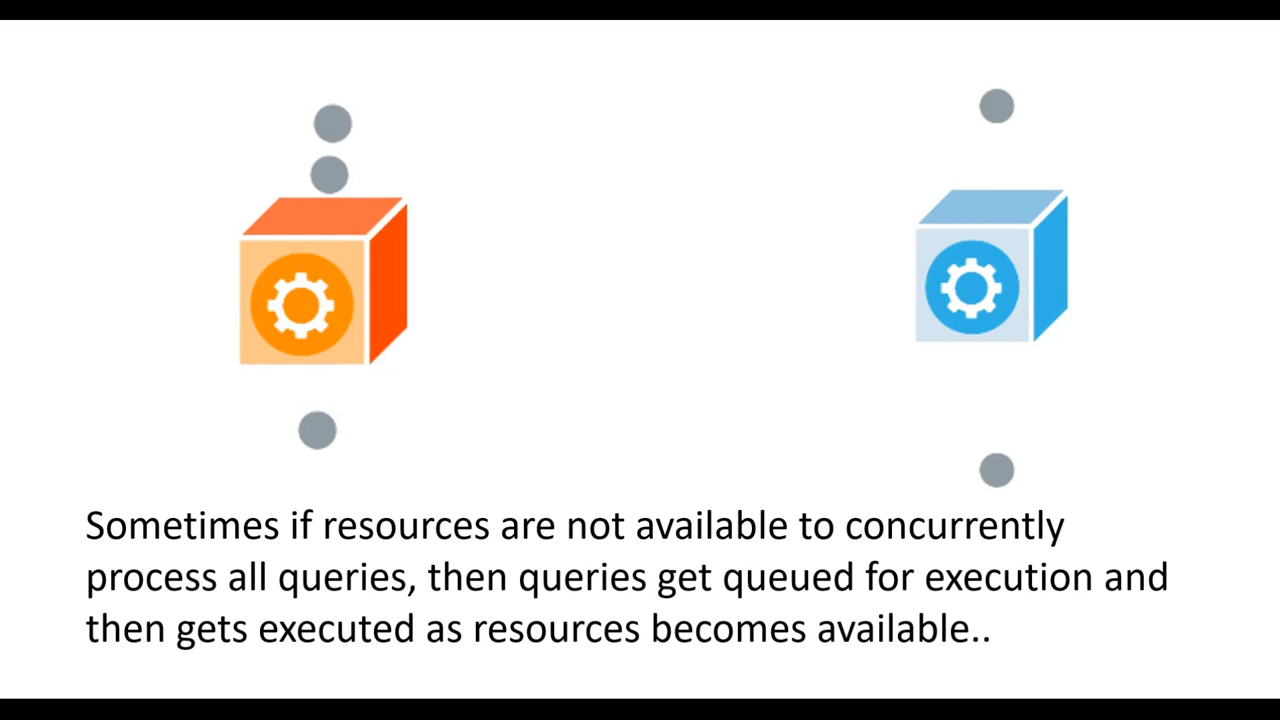 Sometimes if resources are not available to concurrently
process all queries, then queries get queued for execution and
then gets executed as resources becomes available..